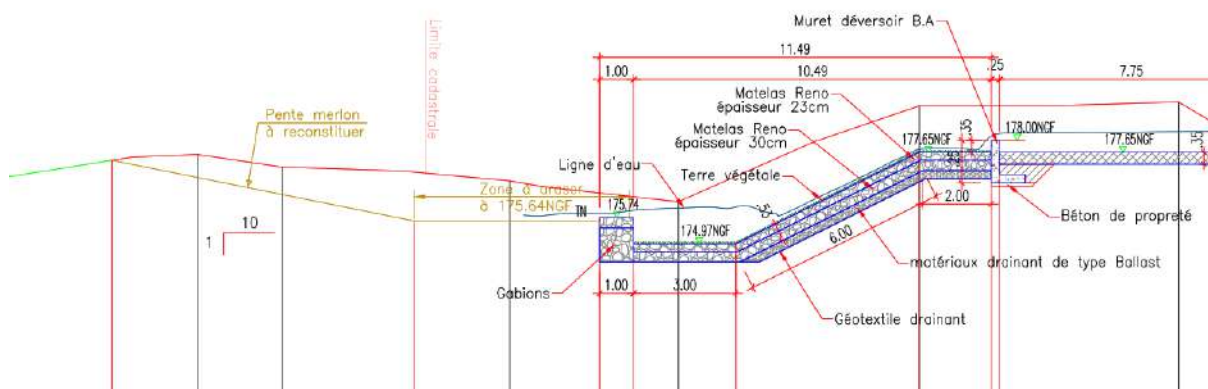 Muret déversoir B.A
11.49
.25
1.00
10.49
7.75
Limite cadastrale
Pente merlon
à reconstituer
Matelas Reno
épaisseur 23cm
Matelas Reno
épaisseur 30cm
.35
178.00NGF
177.65NGF
177.65NGF
.35
Ligne d'eau
Terre végétale
Zone à araser
à 175.64NGF
TN
175.74
.53
2.00
Béton de propreté
10
1
174.97NGF
6.00
matériaux drainant de type Ballast
Gabions
1.00
3.00
Géotextile drainant